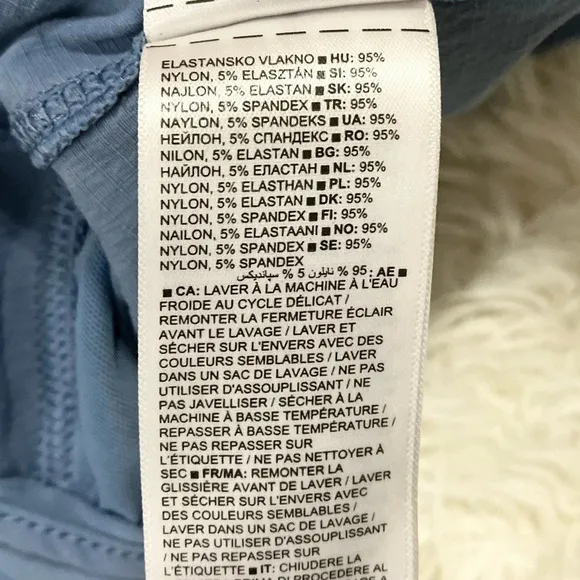 ELASTANSKO VLAKNO ■ HU: 95%
NYLON, 5% ELASZTÁN ■ SI: 95%
NAJLON, 5% ELASTAN ■ SK: 95%
NYLON, 5% SPANDEX ■ TR: 95%
NAYLON, 5% SPANDEKS ■ UA: 95%
НЕЙЛОН, 5% СПАНДЕКС ■ RO: 95%
NILON, 5% ELASTAN ■ BG: 95%
НАЙЛОН, 5% ЕЛАСТАН ■ NL: 95%
NYLON, 5% ELASTHAN ■ PL: 95%
NYLON, 5% ELASTAN ■ DK: 95%
NYLON, 5% SPANDEX ■ FI: 95%
NAILON, 5% ELASTAANI ■ NO: 95%
NYLON, 5% SPANDEX ■ SE: 95%
NYLON, 5% SPANDEX
■ AE: 95% نايلون 5% سپانديكس
■ CA: LAVER À LA MACHINE À L'EAU
FROIDE AU CYCLE DÉLICAT /
REMONTER LA FERMETURE ÉCLAIR
AVANT LE LAVAGE / LAVER ET
SÉCHER SUR L'ENVERS AVEC DES
COULEURS SEMBLABLES / LAVER
DANS UN SAC DE LAVAGE / NE PAS
UTILISER D'ASSOUPLISSANT / NE
PAS JAVELLISER / SÉCHER À LA
MACHINE À BASSE TEMPÉRATURE /
REPASSER À BASSE TEMPÉRATURE /
NE PAS REPASSER SUR
L'ÉTIQUETTE / NE PAS NETTOYER À
SEC ■ FR/MA: REMONTER LA
GLISSIÈRE AVANT DE LAVER / LAVER
ET SÉCHER SUR L'ENVERS AVEC
DES COULEURS SEMBLABLES /
LAVER DANS UN SAC DE LAVAGE /
NE PAS UTILISER D'ASSOUPLISSANT
/ NE PAS REPASSER SUR
L'ÉTIQUETTE ■ IT: CHIUDERE LA
PRIMA DI PROCEDERE AL